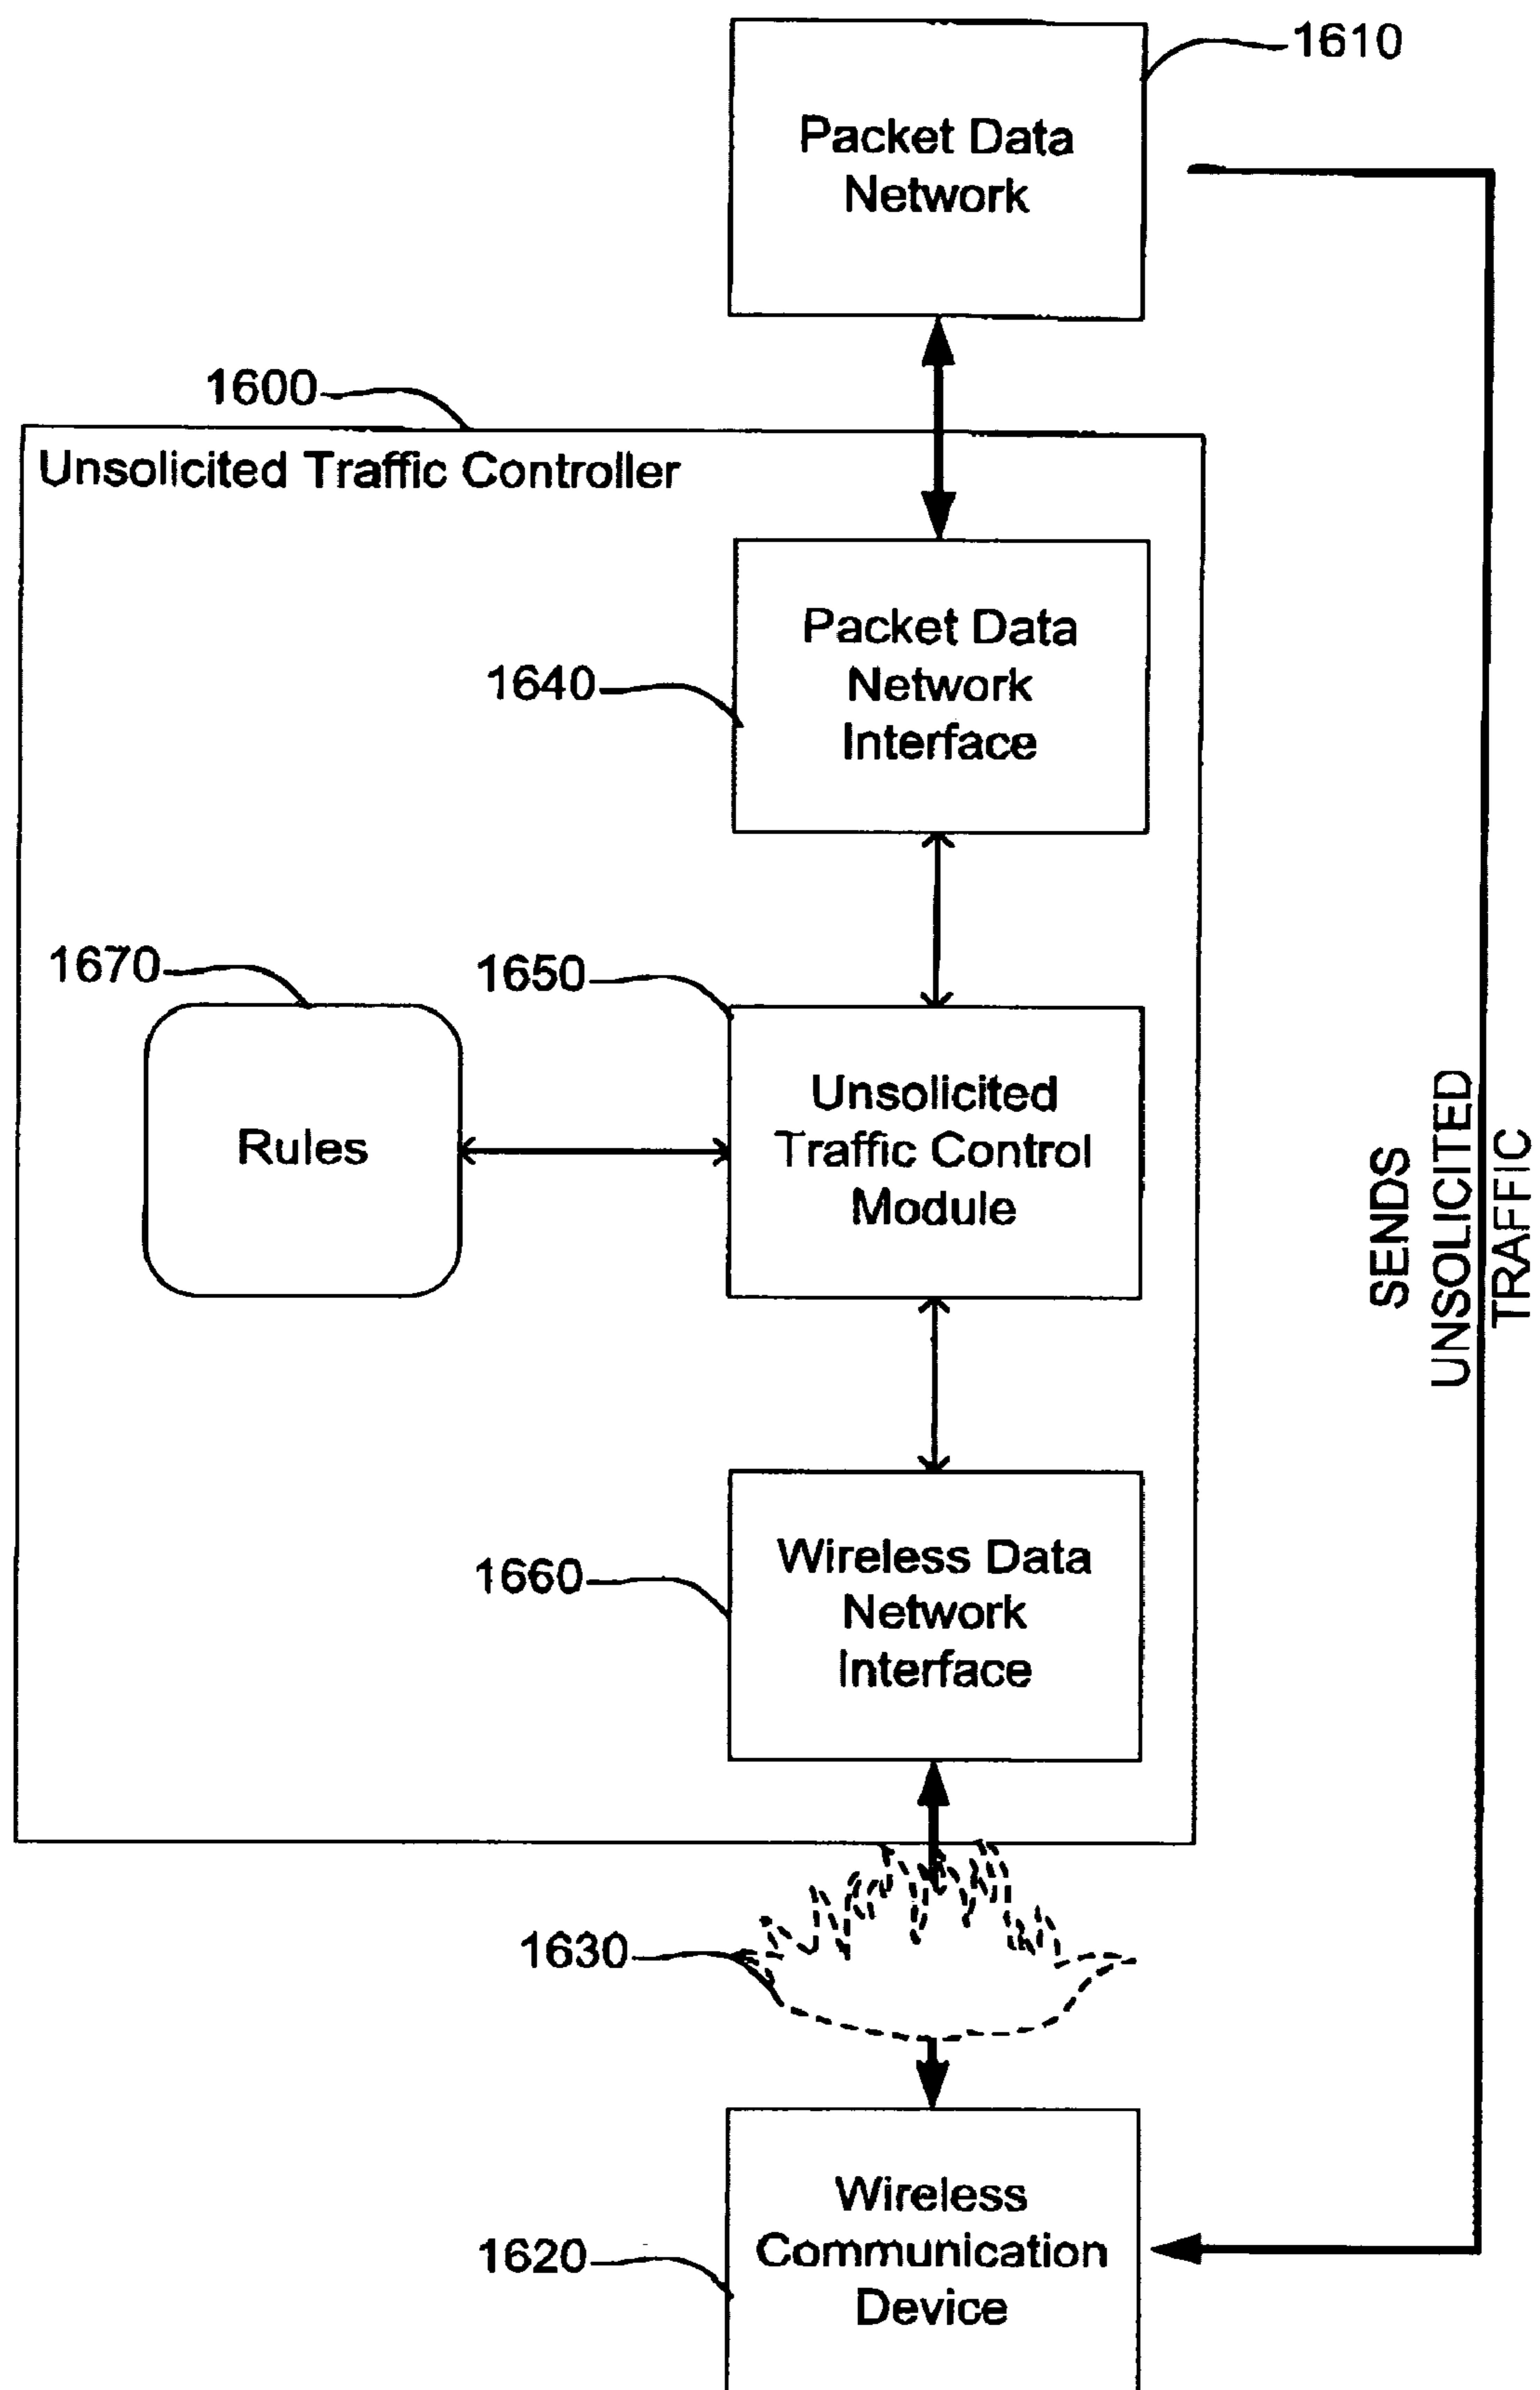 1610
Packet Data
Network
1600
Unsolicited Traffic Controller
Packet Data
Network
Interface
1640
1670
1650
Rules
Unsolicited
Traffic Control
Module
SENDS
UNSOLICITED
TRAFFIC
1660
Wireless Data
Network
Interface
1630
1620
Wireless
Communication
Device